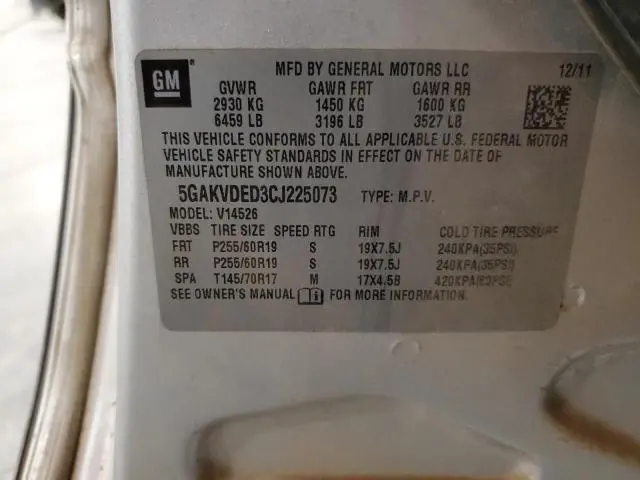 GM
MFD BY GENERAL MOTORS LLC 12/11
GVWR GAWR FRT GAWR RR
2930 KG 1450 KG 1600 KG
6459 LB 3196 LB 3527 LB
THIS VEHICLE CONFORMS TO ALL APPLICABLE U.S. FEDERAL MOTOR
VEHICLE SAFETY STANDARDS IN EFFECT ON THE DATE OF
MANUFACTURE SHOWN ABOVE.
5GAKVDED3CJ225073 TYPE: M.P.V.
MODEL: V14526
VBBS TIRE SIZE SPEED RTG RIM COLD TIRE PRESSURE
FRT P255/60R19 S 19X7.5J 240KPA(35PSI)
RR P255/60R19 S 19X7.5J 240KPA(35PSI)
SPA T145/70R17 M 17X4.5B 420KPA(60PSI)
SEE OWNER'S MANUAL FOR MORE INFORMATION.